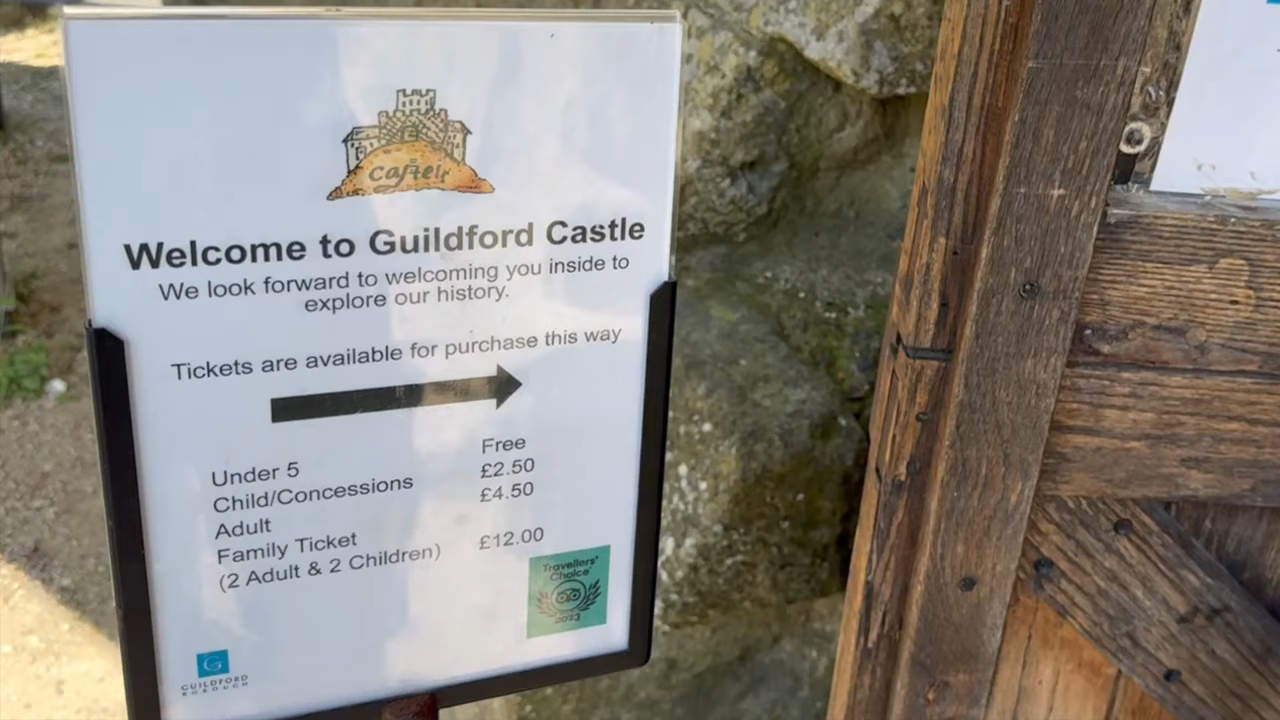 Castell
Welcome to Guildford Castle
We look forward to welcoming you inside to
explore our history.
Tickets are available for purchase this way
Under 5 Free
Child/Concessions £2.50
Adult £4.50
Family Ticket £12.00
(2 Adult & 2 Children)
Travellers'
Choice
2023
G
GUILDFORD
BOROUGH